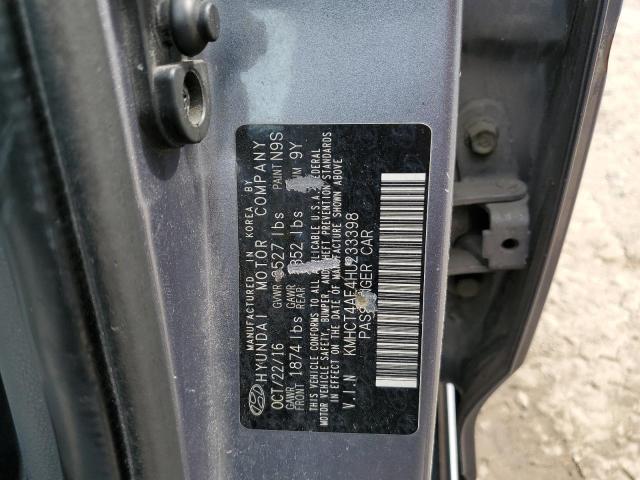 MANUFACTURED IN KOREA BY
HYUNDAI MOTOR COMPANY
OCT/22/16 GVWR 3527 lbs PAINT N9S
GAWR FRONT 1874 lbs GAWR REAR 852 lbs 9Y
THIS VEHICLE CONFORMS TO ALL APPLICABLE U.S.A. FEDERAL
MOTOR VEHICLE SAFETY, BUMPER, AND THEFT PREVENTION STANDARDS
IN EFFECT ON THE DATE OF MANUFACTURE SHOWN ABOVE
V.I.N KMHCT4AE4HU233398
PASSENGER CAR